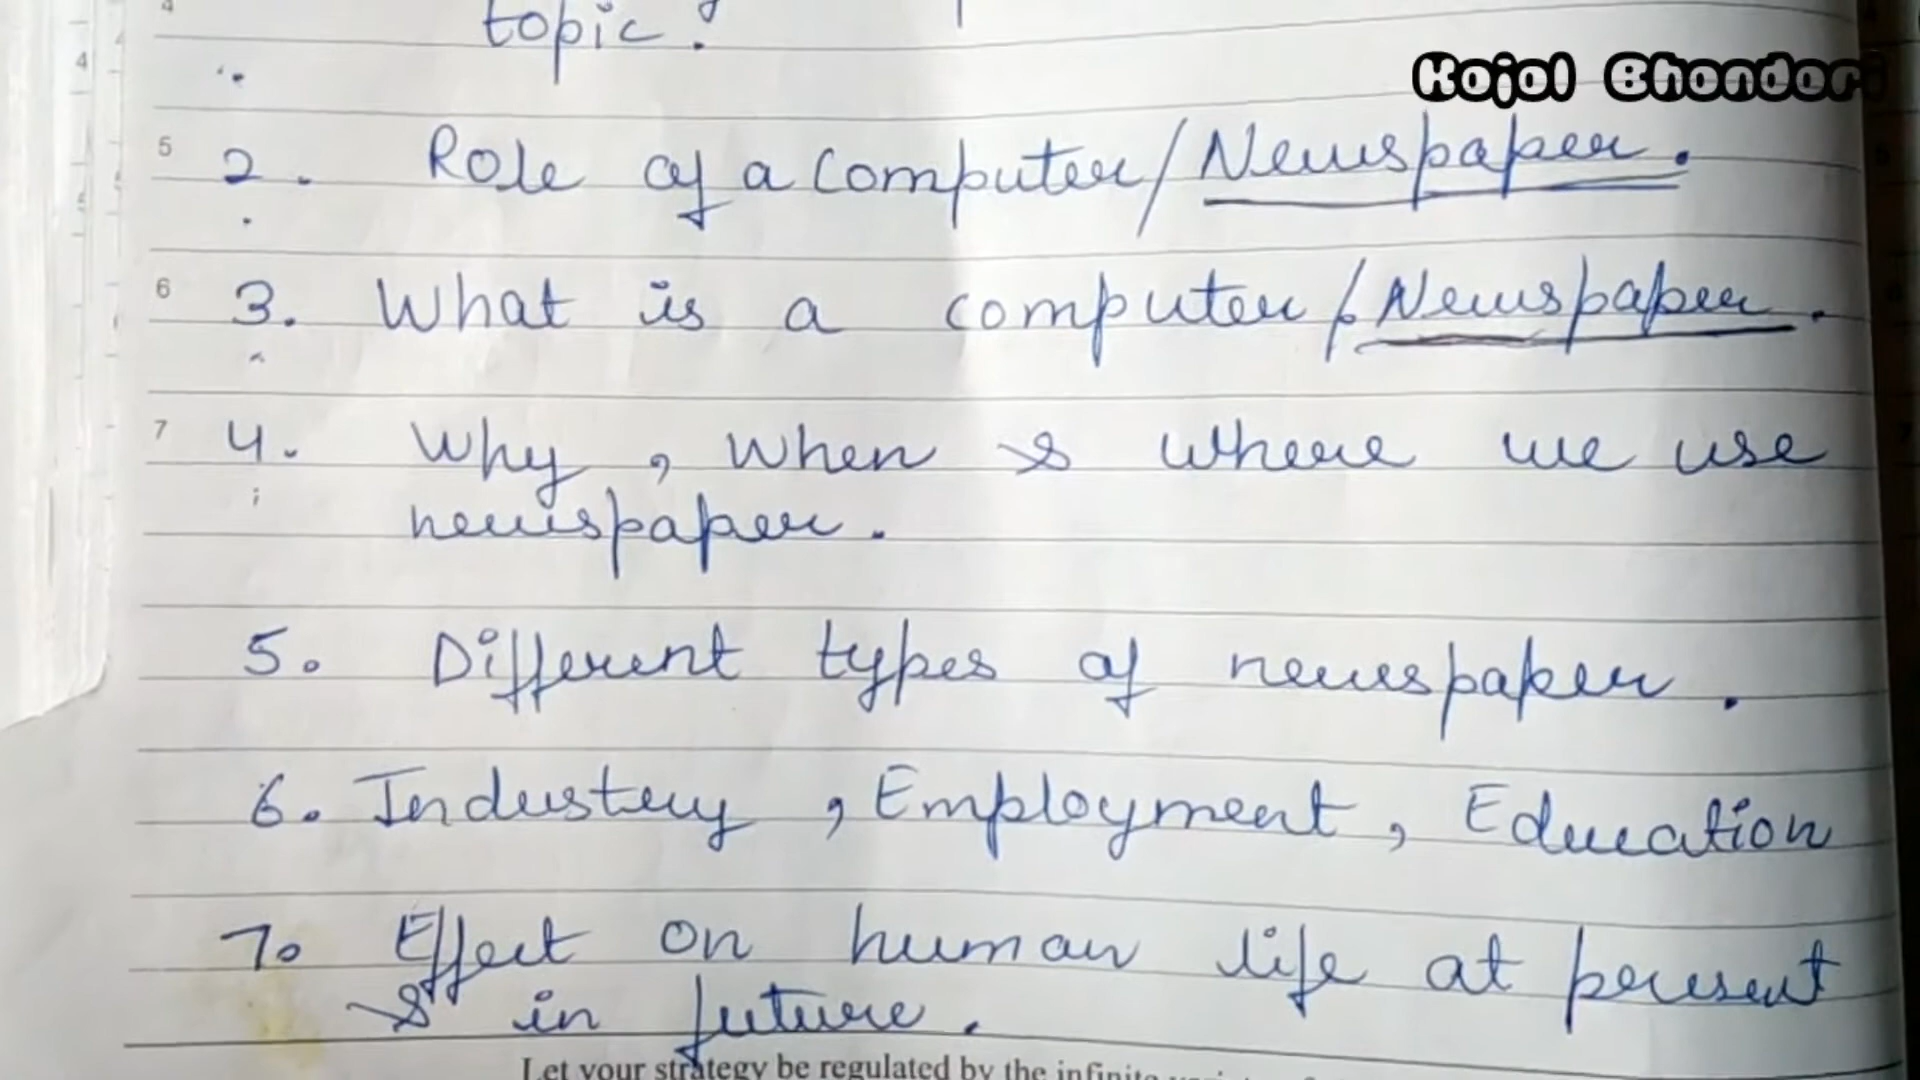 topic?
Kojol Bhondori
2. Role of a computer/Newspaper.
3. What is a computer/Newspaper.
4. Why, when & where we use
newspaper.
5. Different types of newspaper.
6. Industry, Employment, Education
7. Effect on human life at present
& in future.
Let your strategy be regulated by the infinite